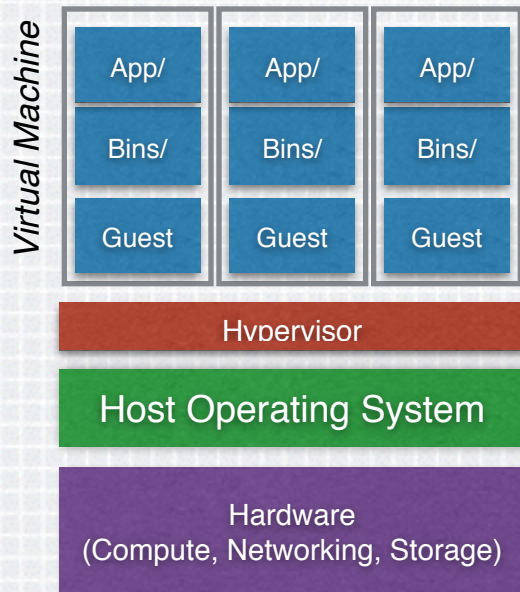 Virtual Machine
App/ App/ App/
Bins/ Bins/ Bins/
Guest Guest Guest
Hypervisor
Host Operating System
Hardware
(Compute, Networking, Storage)